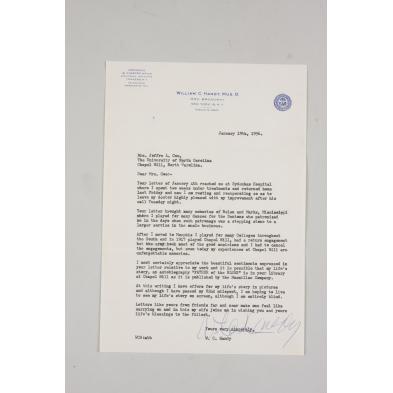 WILLIAM C. HANDY, MUS. D.
NEW YORK 19, N.Y.
January 19th, 1954.
Mrs. Jeffre L. Coe,
The University of North Carolina
Chapel Hill, North Carolina.
Dear Mrs. Coe:-
Your letter of January 4th reached me at Sydenham Hospital
where I spent two weeks under treatments and returned home
last Friday and now I am resting and recuperating so as to
leave my doctor highly pleased with my improvement after his
call Tuesday night.
Your letter brought many memories of Helen and Marks, Mississippi
where I played for many dances for the Seniors who patronized
me in the days when such patronage was a stepping stone to a
larger service in the music business.
After I moved to Memphis I played for many Colleges throughout
the South and in 1917 played Chapel Hill, had a return engagement
but the army took most of the good musicians and I had to cancel
the engagements, but even today my experiences at Chapel Hill are
unforgettable memories.
I most certainly appreciate the beautiful sentiments expressed in
your letter relative to my work and it is possible that my life's
story, an autobiography "FATHER of the BLUES" is in your library
at Chapel Hill as it is published by the Macmillan Company.
At this writing I have offers for my life's story in pictures
and although I have passed my 80th milepost, I am hoping to live
to see my life's story on screen, although I am entirely blind.
Letters like yours from friends far and near make one feel like
carrying on and in this my wife joins me in wishing you and yours
life's blessings to the fullest.
Yours very sincerely,
W. C. Handy